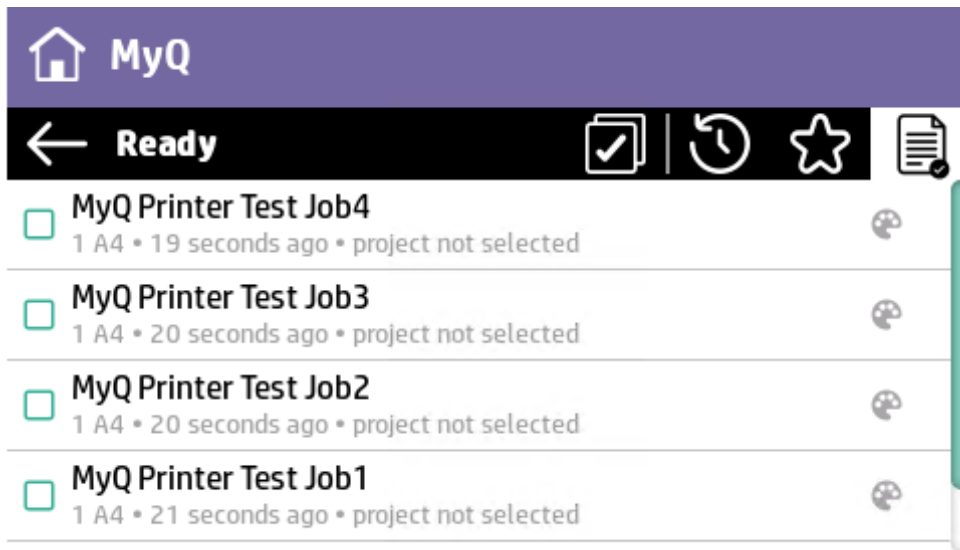 MyQ
Ready
MyQ Printer Test Job4
1 A4 • 19 seconds ago • project not selected
MyQ Printer Test Job3
1 A4 • 20 seconds ago • project not selected
MyQ Printer Test Job2
1 A4 • 20 seconds ago • project not selected
MyQ Printer Test Job1
1 A4 • 21 seconds ago • project not selected